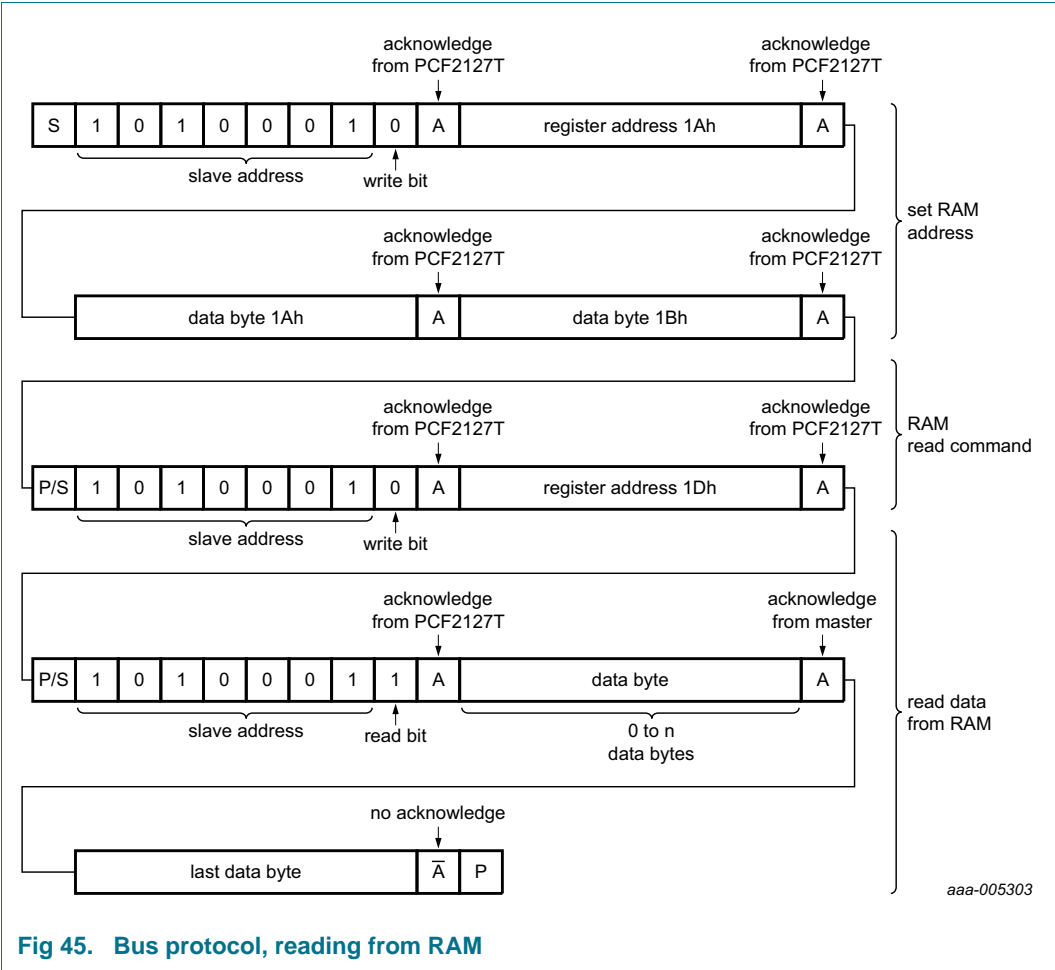 acknowledge acknowledge
from PCF2127T from PCF2127T
S 1 0 1 0 0 0 1 0 A register address 1Ah A
slave address write bit
set RAM
address
acknowledge acknowledge
from PCF2127T from PCF2127T
data byte 1Ah A data byte 1Bh A
acknowledge acknowledge
from PCF2127T from PCF2127T
RAM
read command
P/S 1 0 1 0 0 0 1 0 A register address 1Dh A
slave address write bit
acknowledge acknowledge
from PCF2127T from master
P/S 1 0 1 0 0 0 1 1 A data byte A
slave address read bit 0 to n
data bytes
read data
from RAM
no acknowledge
last data byte A̅ P
aaa-005303
Fig 45. Bus protocol, reading from RAM